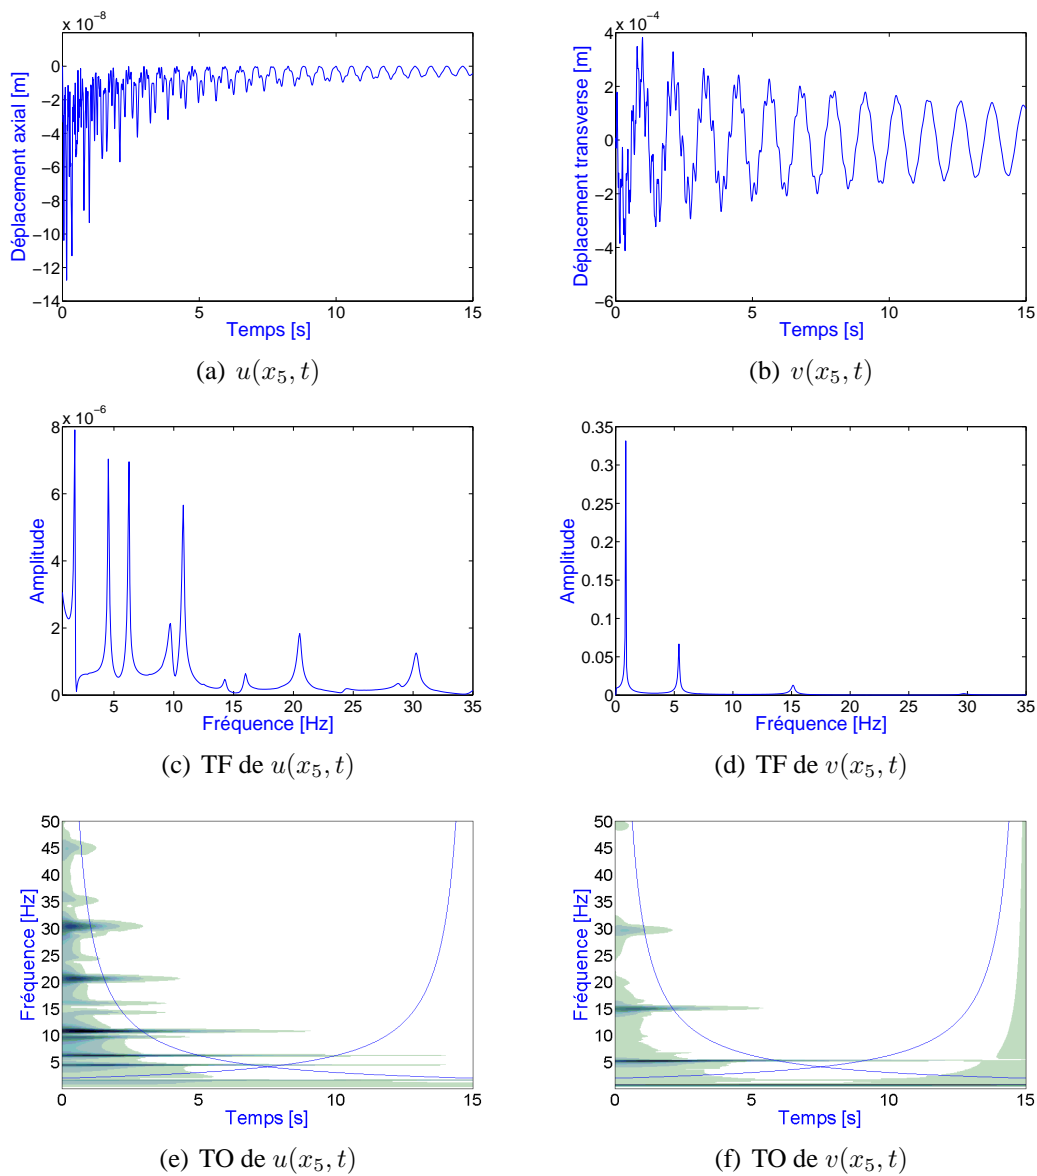 x 10⁻⁸
0
−2
−4
−6
−8
−10
−12
−14
Déplacement axial [m]
0 5 10 15
Temps [s]
(a) u(x₅, t)
x 10⁻⁴
4
2
0
−2
−4
−6
Déplacement transverse [m]
0 5 10 15
Temps [s]
(b) v(x₅, t)
x 10⁻⁶
8
6
4
2
0
Amplitude
5 10 15 20 25 30 35
Fréquence [Hz]
(c) TF de u(x₅, t)
0.35
0.3
0.25
0.2
0.15
0.1
0.05
0
Amplitude
0 5 10 15 20 25 30 35
Fréquence [Hz]
(d) TF de v(x₅, t)
50
45
40
35
30
25
20
15
10
5
Fréquence [Hz]
0 5 10 15
Temps [s]
(e) TO de u(x₅, t)
50
45
40
35
30
25
20
15
10
5
Fréquence [Hz]
0 5 10 15
Temps [s]
(f) TO de v(x₅, t)